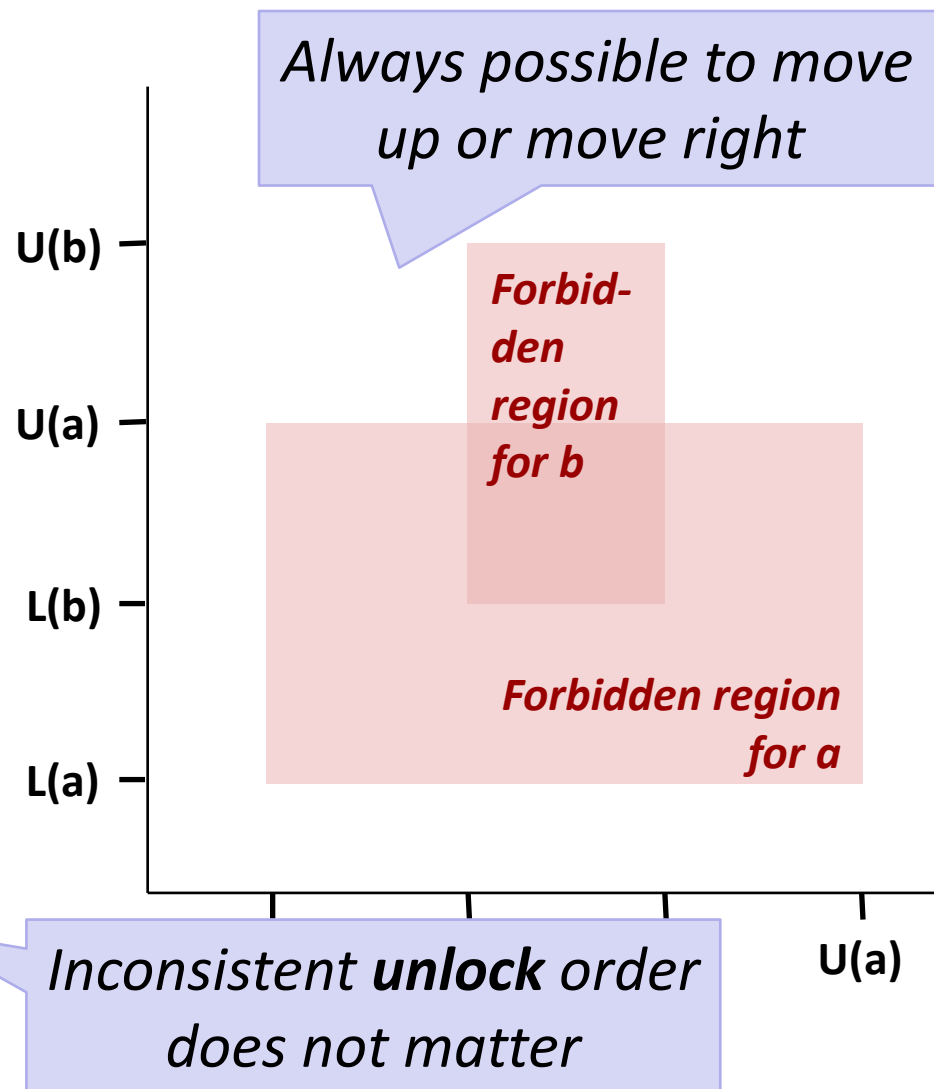 Always possible to move
up or move right
U(b)
Forbid-
den
region
for b
U(a)
L(b)
Forbidden region
for a
L(a)
U(a)
Inconsistent unlock order
does not matter